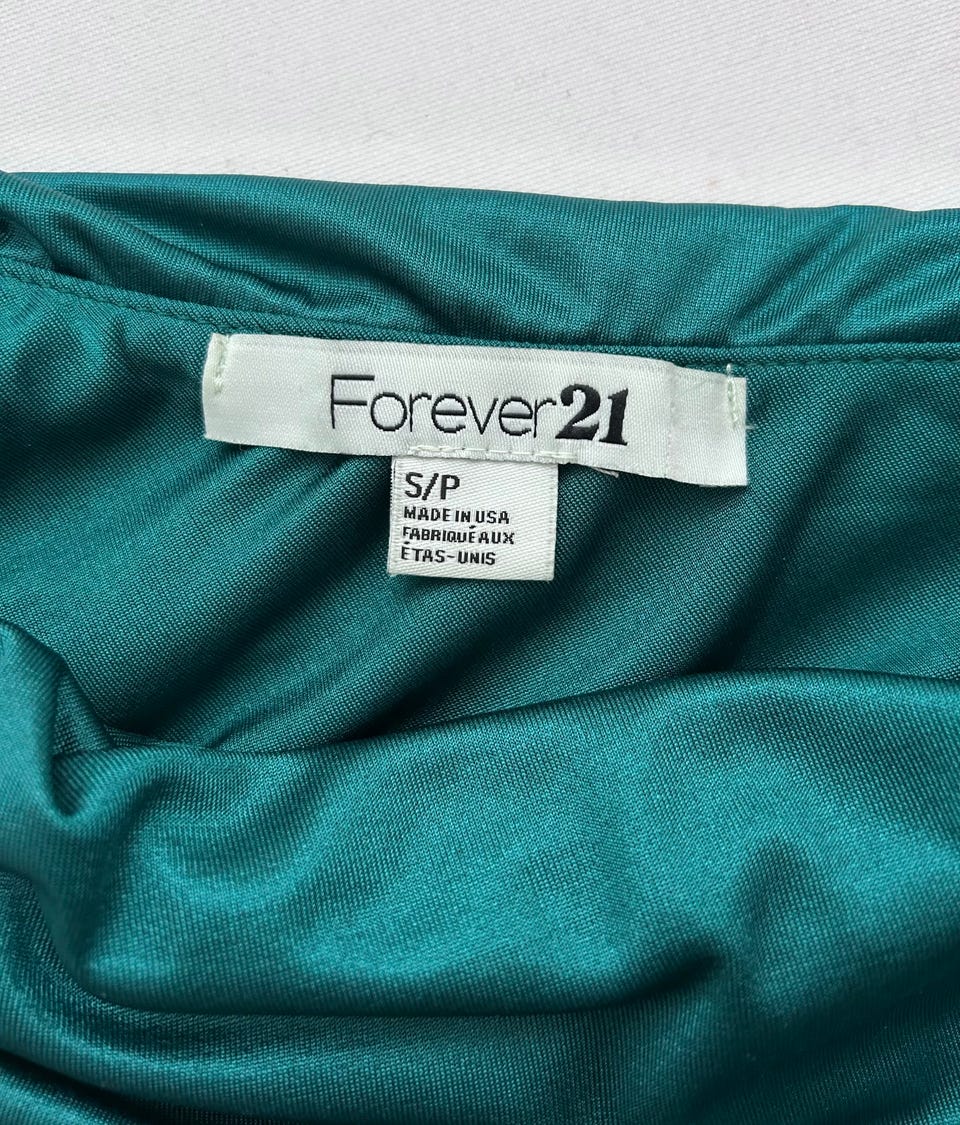 Forever21
S/P
MADE IN USA
FABRIQUÉ AUX
ÉTAS-UNIS